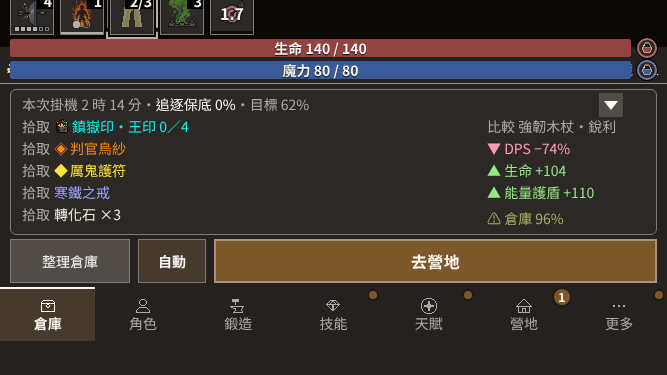 4
1
2/3
3
1.7
生命 140 / 140
魔力 80 / 80
本次掛機 2 時 14 分・追逐保底 0%・目標 62%
拾取 鎮嶽印・王印 0／4
拾取 判官烏紗
拾取 厲鬼護符
拾取 寒鐵之戒
拾取 轉化石 ×3
比較 強韌木杖・銳利
▼ DPS −74%
▲ 生命 +104
▲ 能量護盾 +110
⚠ 倉庫 96%
整理倉庫
自動
去營地
倉庫
角色
鍛造
技能
天賦
1
營地
更多